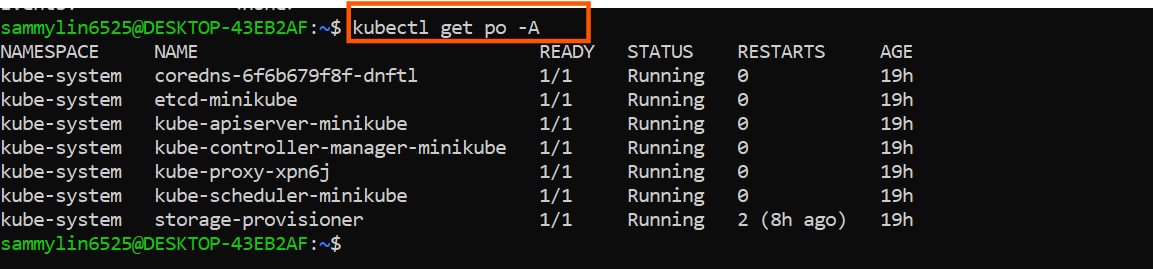 sammylin6525@DESKTOP-43EB2AF:~$ kubectl get po -A
NAMESPACE NAME READY STATUS RESTARTS AGE
kube-system coredns-6f6b679f8f-dnftl 1/1 Running 0 19h
kube-system etcd-minikube 1/1 Running 0 19h
kube-system kube-apiserver-minikube 1/1 Running 0 19h
kube-system kube-controller-manager-minikube 1/1 Running 0 19h
kube-system kube-proxy-xpn6j 1/1 Running 0 19h
kube-system kube-scheduler-minikube 1/1 Running 0 19h
kube-system storage-provisioner 1/1 Running 2 (8h ago) 19h
sammylin6525@DESKTOP-43EB2AF:~$